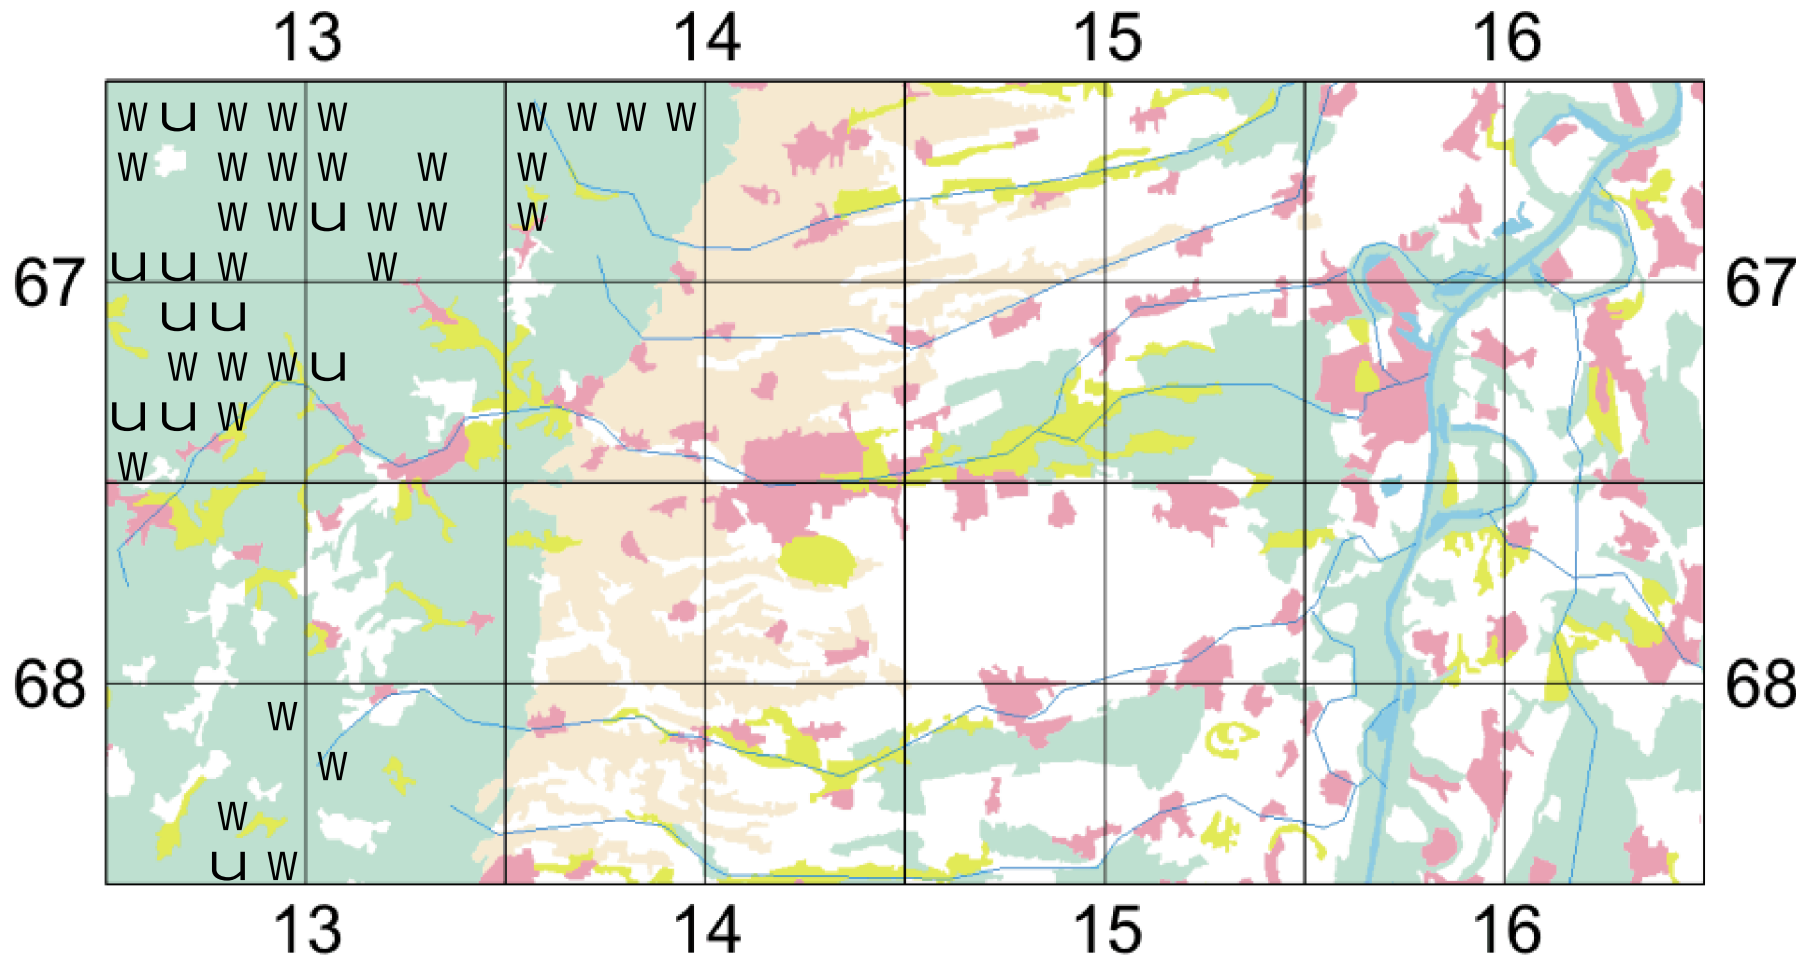 13 14 15 16
w u w w w w w w w
w w w w w w
w w u w w w
67 u u w w 67
u u
w w w u
u u w
w
68 68
w
w
w
u w
13 14 15 16